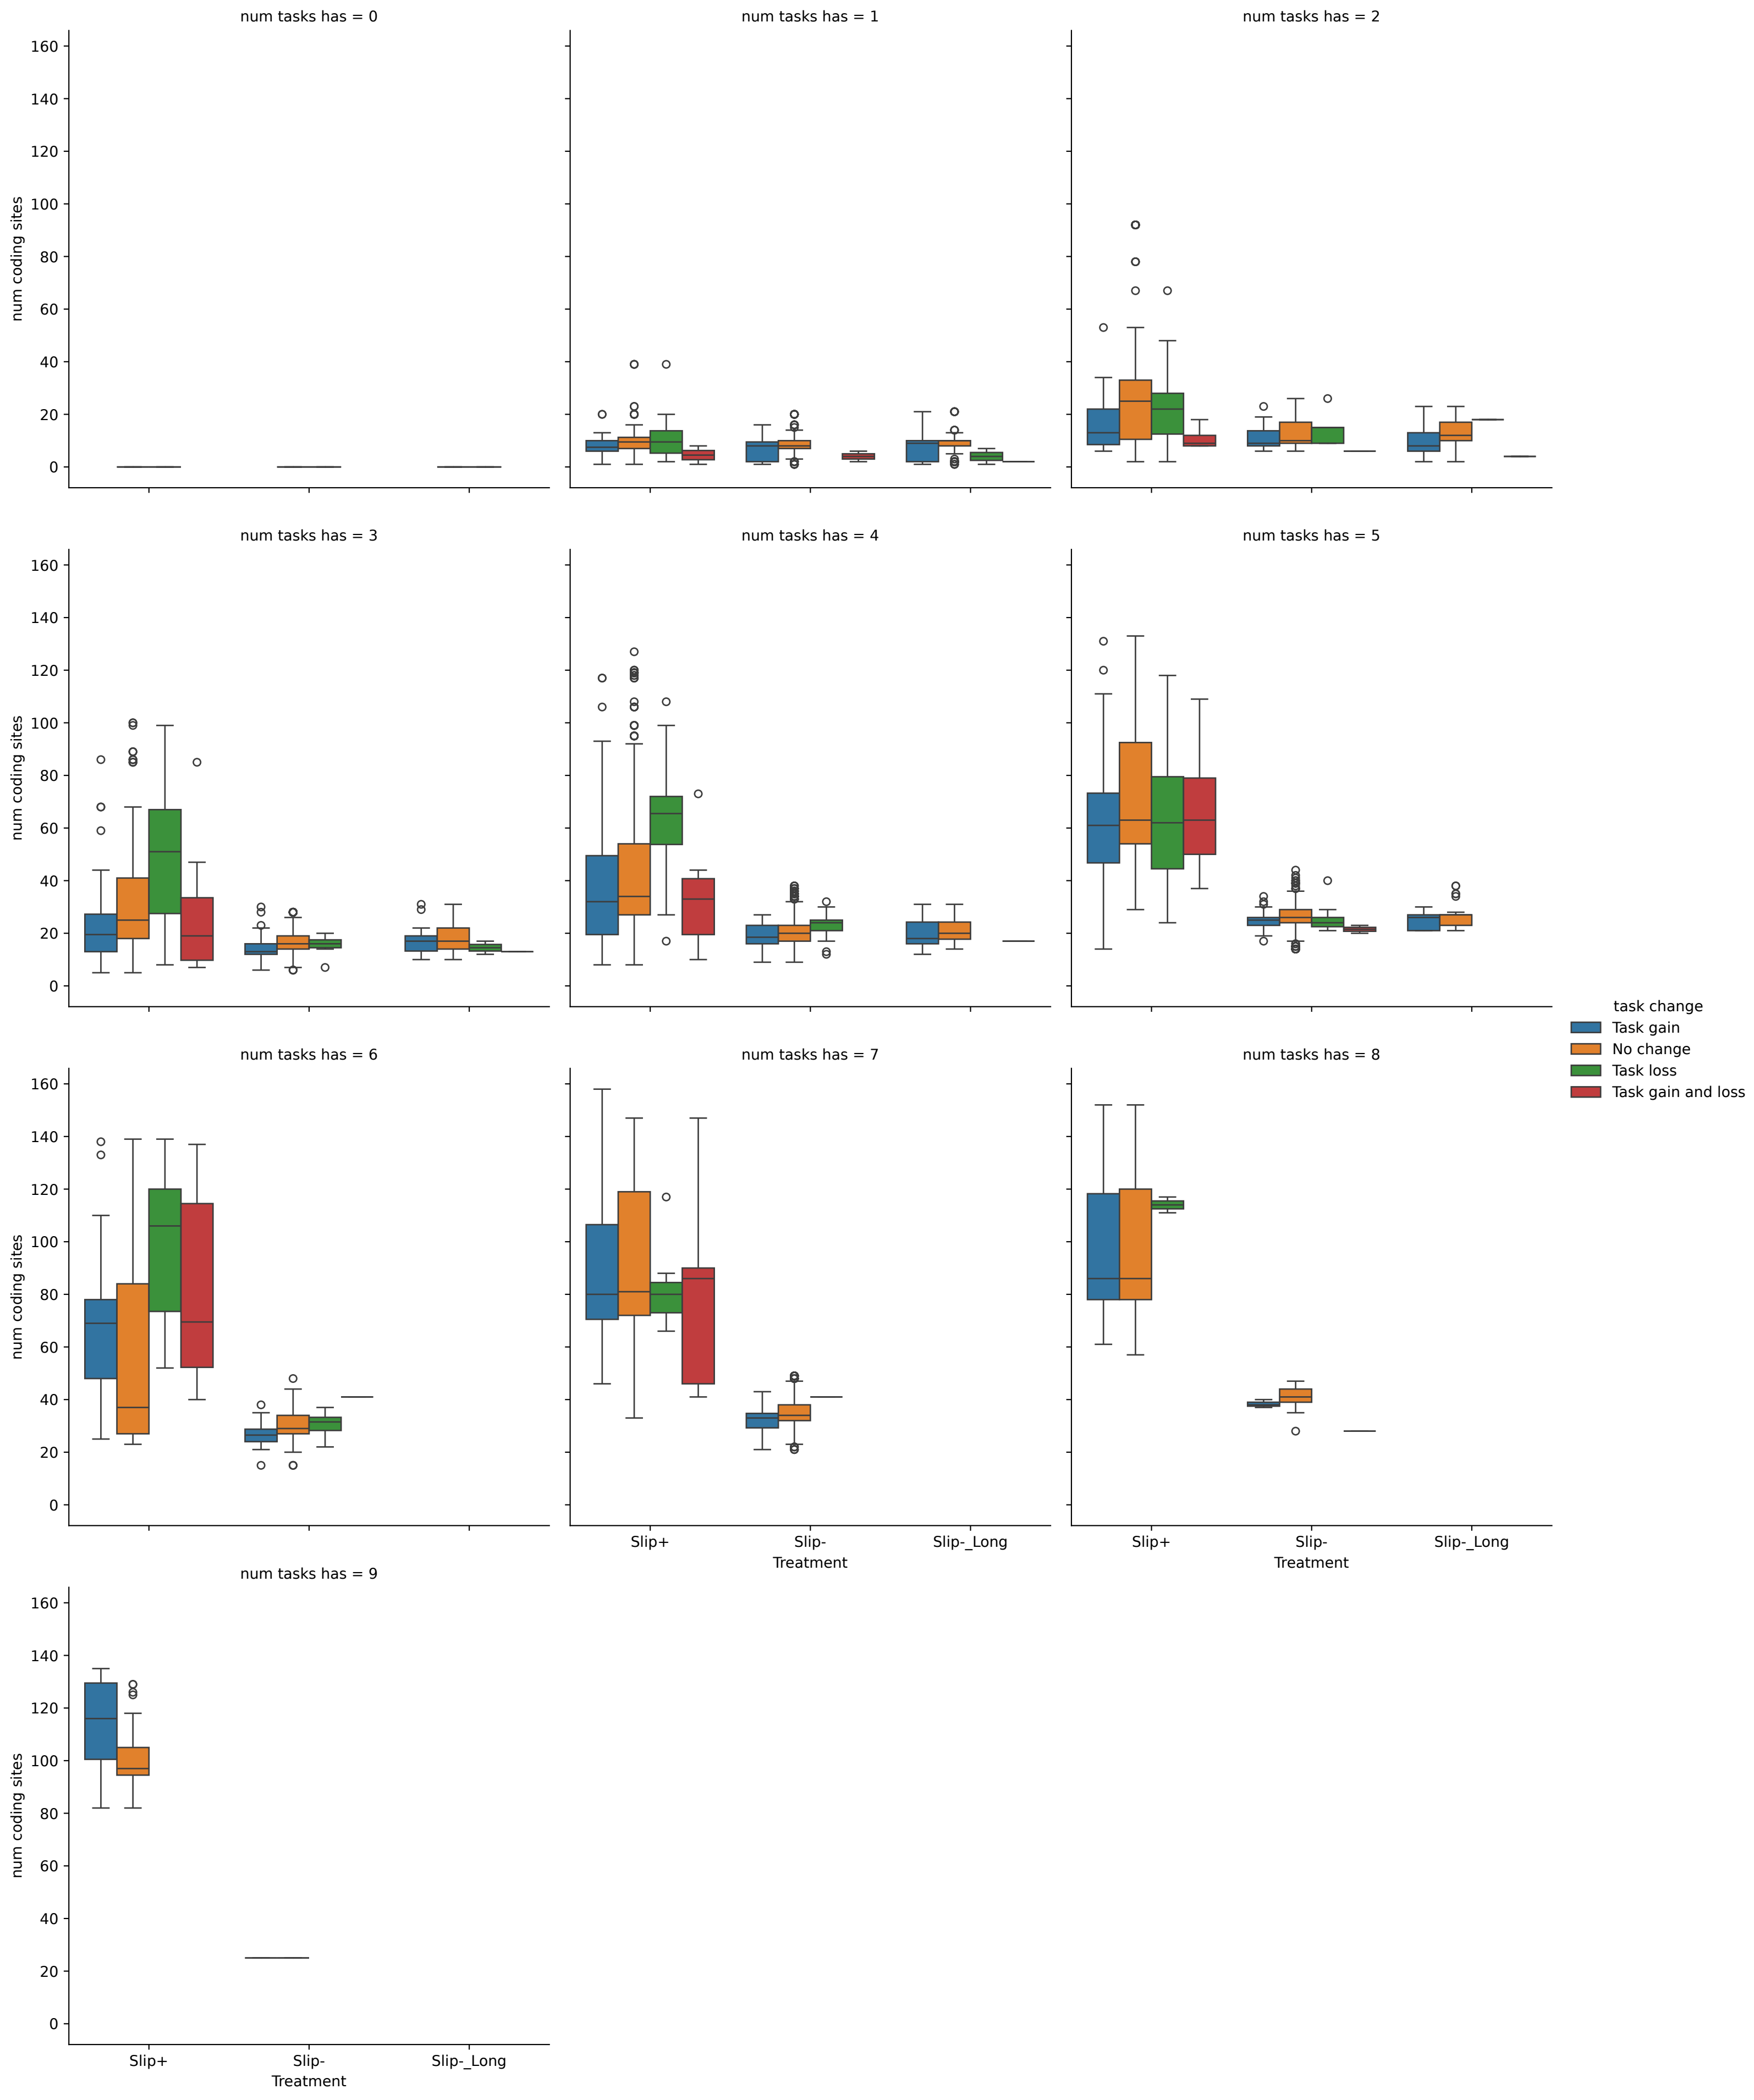 num tasks has = 0
num tasks has = 1
num tasks has = 2
160
140
120
100
80
60
40
20
0
num coding sites
num tasks has = 3
num tasks has = 4
num tasks has = 5
160
140
120
100
80
60
40
20
0
num coding sites
task change
Task gain
No change
Task loss
Task gain and loss
num tasks has = 6
num tasks has = 7
num tasks has = 8
160
140
120
100
80
60
40
20
0
num coding sites
Slip+ Slip- Slip-_Long
Treatment
Slip+ Slip- Slip-_Long
Treatment
num tasks has = 9
160
140
120
100
80
60
40
20
0
num coding sites
Slip+ Slip- Slip-_Long
Treatment